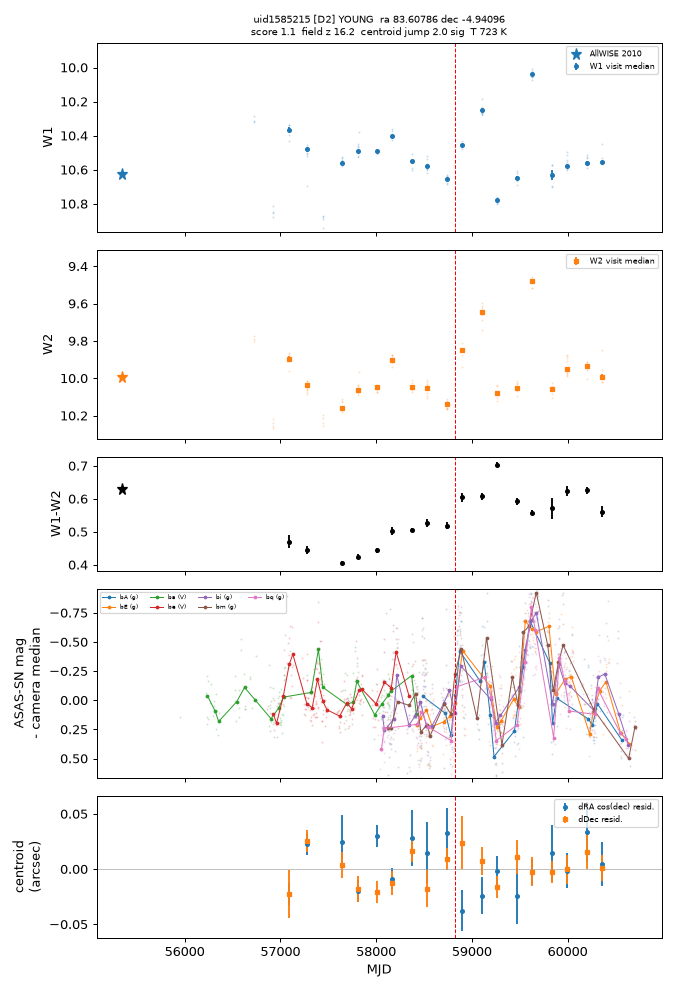 uid1585215 [D2] YOUNG ra 83.60786 dec -4.94096
score 1.1 field z 16.2 centroid jump 2.0 sig T 723 K
W1
10.0
10.2
10.4
10.6
10.8
AllWISE 2010
W1 visit median
W2
9.4
9.6
9.8
10.0
10.2
W2 visit median
W1-W2
0.7
0.6
0.5
0.4
ASAS-SN mag
- camera median
−0.75
−0.50
−0.25
0.00
0.25
0.50
bA (g)
bE (g)
ba (V)
be (V)
bi (g)
bm (g)
bq (g)
centroid
(arcsec)
0.05
0.00
−0.05
dRA cos(dec) resid.
dDec resid.
56000
57000
58000
59000
60000
MJD